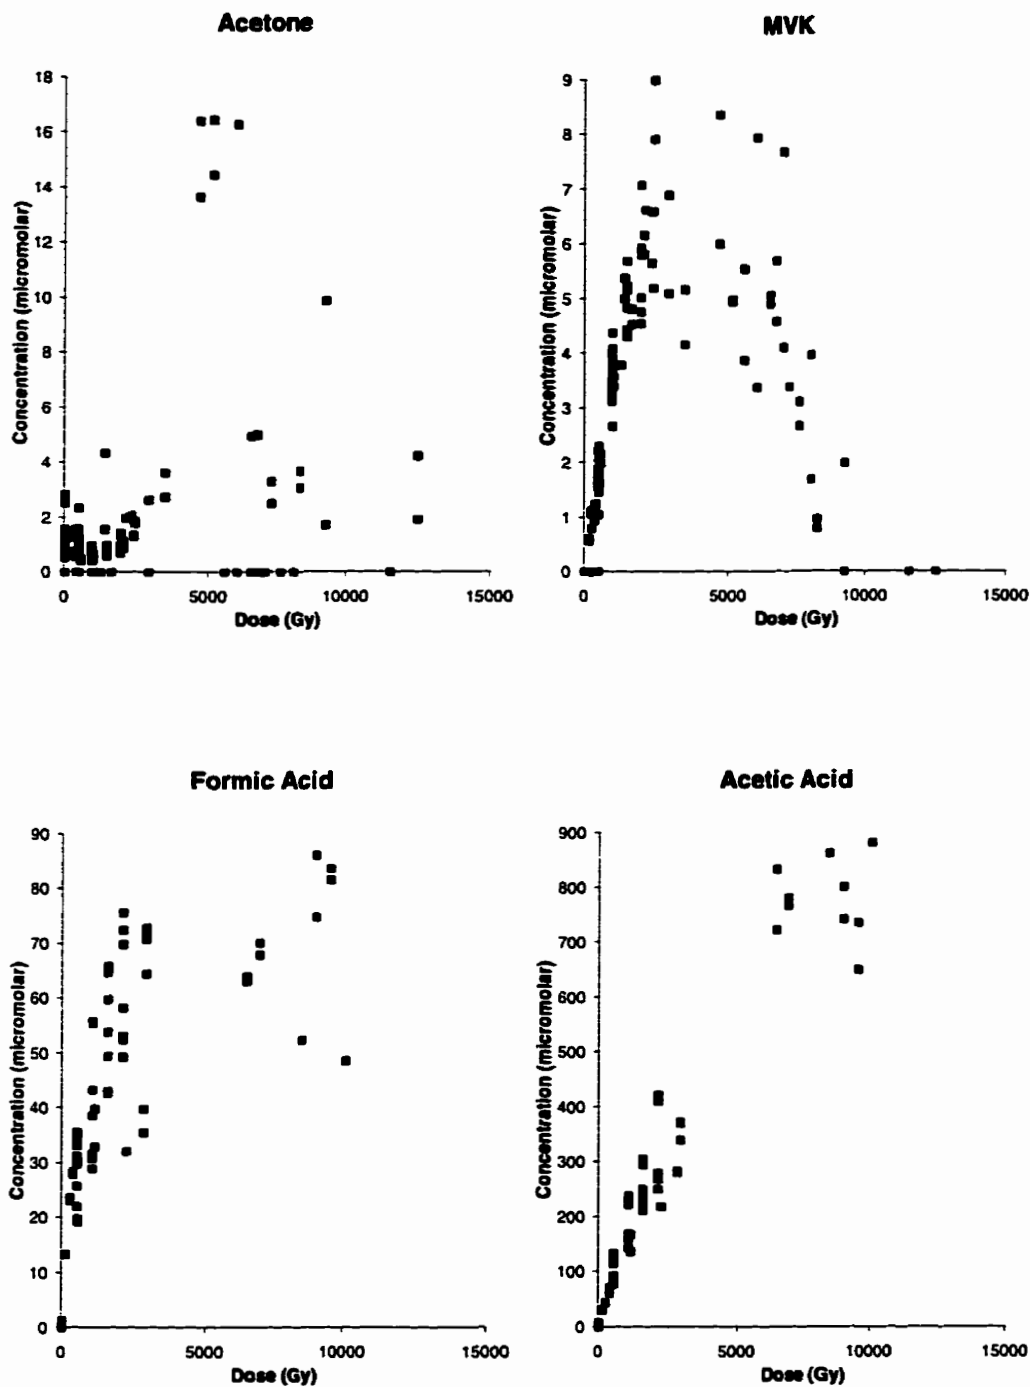 Acetone
18
16
14
12
10
8
6
4
2
0
Concentration (micromolar)
0 5000 10000 15000
Dose (Gy)
MVK
9
8
7
6
5
4
3
2
1
0
Concentration (micromolar)
0 5000 10000 15000
Dose (Gy)
Formic Acid
90
80
70
60
50
40
30
20
10
0
Concentration (micromolar)
0 5000 10000 15000
Dose (Gy)
Acetic Acid
900
800
700
600
500
400
300
200
100
0
Concentration (micromolar)
0 5000 10000 15000
Dose (Gy)